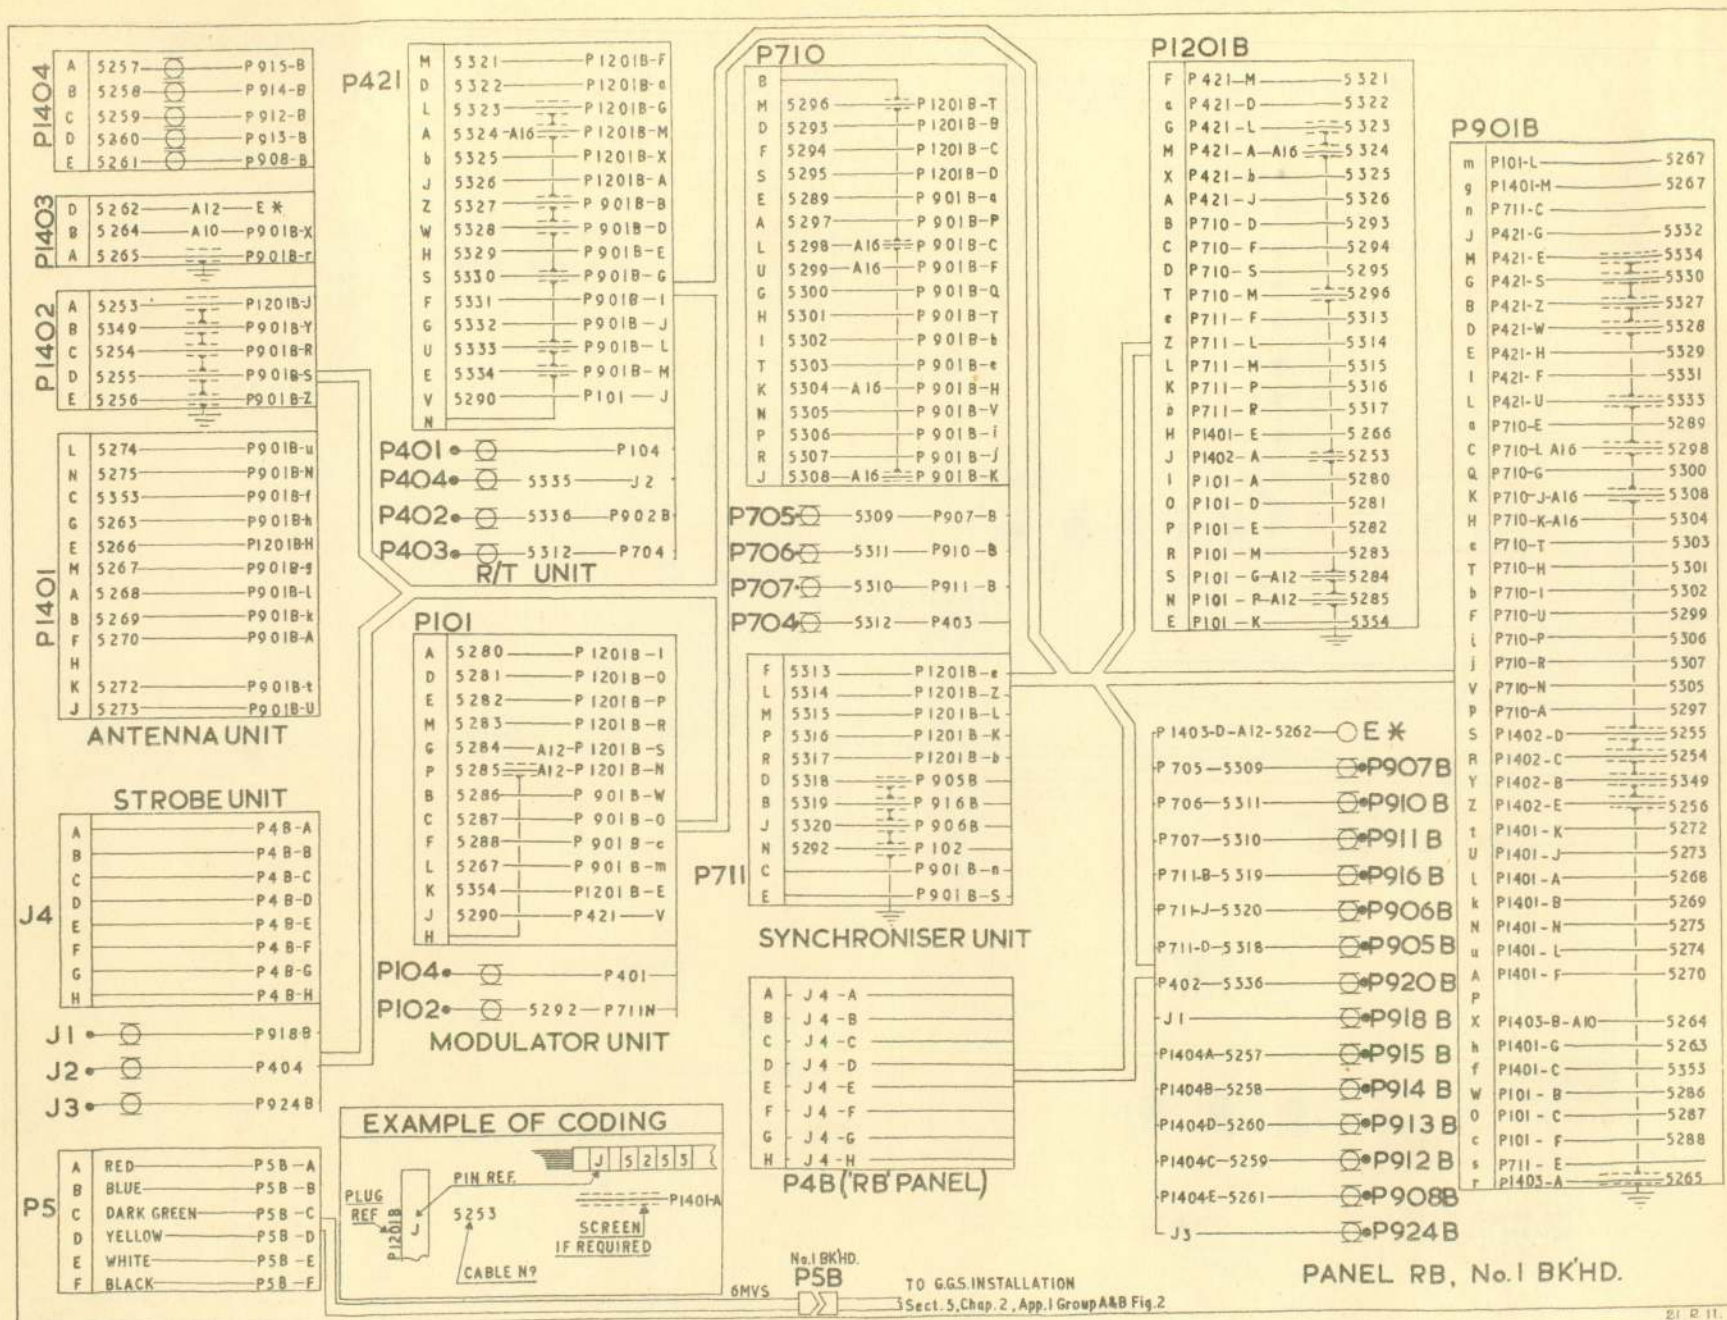 P1404
A 5257 P915-B
B 5258 P914-B
C 5259 P912-B
D 5260 P913-B
E 5261 P908-B
P1403
D 5262 A12 E *
B 5264 A10 P901B-X
A 5265 P901B-r
P1402
A 5253 P1201B-J
B 5349 P901B-Y
C 5254 P901B-R
D 5255 P901B-S
E 5256 P901B-Z
P1401
L 5274 P901B-u
N 5275 P901B-N
C 5353 P901B-f
G 5263 P901B-h
E 5266 P1201B-H
M 5267 P901B-g
A 5268 P901B-L
B 5269 P901B-k
F 5270 P901B-A
H
K 5272 P901B-t
J 5273 P901B-U
ANTENNA UNIT
STROBE UNIT
J4
A P4B-A
B P4B-B
C P4B-C
D P4B-D
E P4B-E
F P4B-F
G P4B-G
H P4B-H
J1 P918B
J2 P404
J3 P924B
P5
A RED P5B-A
B BLUE P5B-B
C DARK GREEN P5B-C
D YELLOW P5B-D
E WHITE P5B-E
F BLACK P5B-F
P421
M 5321 P1201B-F
D 5322 P1201B-a
L 5323 P1201B-G
A 5324-A16 P1201B-M
b 5325 P1201B-X
J 5326 P1201B-A
Z 5327 P901B-B
W 5328 P901B-D
H 5329 P901B-E
S 5330 P901B-G
F 5331 P901B-I
G 5332 P901B-J
U 5333 P901B-L
E 5334 P901B-M
V 5290 P101-J
N
P401 P104
P404 5335 J2
P402 5336 P902B
P403 5312 P704
R/T UNIT
P101
A 5280 P1201B-I
D 5281 P1201B-O
E 5282 P1201B-P
M 5283 P1201B-R
G 5284 A12-P1201B-S
P 5285 A12-P1201B-N
B 5286 P901B-W
C 5287 P901B-O
F 5288 P901B-c
L 5267 P901B-m
K 5354 P1201B-E
J 5290 P421-V
H
P104 P401
P102 5292 P711N
MODULATOR UNIT
EXAMPLE OF CODING
J 5253
PIN REF.
PLUG REF
P1201B
J
5253
P1401-A
SCREEN IF REQUIRED
CABLE Nº
P710
B
M 5296 P1201B-T
D 5293 P1201B-B
F 5294 P1201B-C
S 5295 P1201B-D
E 5289 P901B-a
A 5297 P901B-P
L 5298-A16 P901B-C
U 5299-A16 P901B-F
G 5300 P901B-Q
H 5301 P901B-T
I 5302 P901B-b
T 5303 P901B-e
K 5304-A16 P901B-H
N 5305 P901B-V
P 5306 P901B-i
R 5307 P901B-j
J 5308-A16 P901B-K
P705 5309 P907-B
P706 5311 P910-B
P707 5310 P911-B
P704 5312 P403
P711
F 5313 P1201B-e
L 5314 P1201B-Z
M 5315 P1201B-L
P 5316 P1201B-K
R 5317 P1201B-b
D 5318 P905B
B 5319 P916B
J 5320 P906B
N 5292 P102
C P901B-n
E P901B-S
SYNCHRONISER UNIT
A J4-A
B J4-B
C J4-C
D J4-D
E J4-E
F J4-F
G J4-G
H J4-H
P4B ('RB' PANEL)
No.1 BK'HD.
P5B
6MVS
TO G.G.S. INSTALLATION
Sect. 5, Chap. 2, App. 1 Group A&B Fig. 2
P1201B
F P421-M 5321
a P421-D 5322
G P421-L 5323
M P421-A-A16 5324
X P421-b 5325
A P421-J 5326
B P710-D 5293
C P710-F 5294
D P710-S 5295
T P710-M 5296
e P711-F 5313
Z P711-L 5314
L P711-M 5315
K P711-P 5316
b P711-R 5317
H P1401-E 5266
J P1402-A 5253
I P101-A 5280
O P101-D 5281
P P101-E 5282
R P101-M 5283
S P101-G-A12 5284
N P101-P-A12 5285
E P101-K 5354
P1403-D-A12-5262 E *
P705-5309 P907B
P706-5311 P910B
P707-5310 P911B
P711-B-5319 P916B
P711-J-5320 P906B
P711-D-5318 P905B
P402-5336 P920B
J1 P918B
P1404A-5257 P915B
P1404B-5258 P914B
P1404D-5260 P913B
P1404C-5259 P912B
P1404E-5261 P908B
J3 P924B
P901B
m P101-L 5267
g P1401-M 5267
n P711-C
J P421-G 5332
M P421-E 5334
G P421-S 5330
B P421-Z 5327
D P421-W 5328
E P421-H 5329
I P421-F 5331
L P421-U 5333
a P710-E 5289
C P710-L A16 5298
Q P710-G 5300
K P710-J-A16 5308
H P710-K-A16 5304
e P710-T 5303
T P710-H 5301
b P710-I 5302
F P710-U 5299
i P710-P 5306
j P710-R 5307
V P710-N 5305
P P710-A 5297
S P1402-D 5255
R P1402-C 5254
Y P1402-B 5349
Z P1402-E 5256
t P1401-K 5272
U P1401-J 5273
L P1401-A 5268
k P1401-B 5269
N P1401-N 5275
u P1401-L 5274
A P1401-F 5270
P
X P1403-B-A10 5264
h P1401-G 5263
f P1401-C 5353
W P101-B 5286
O P101-C 5287
c P101-F 5288
s P711-E
r P1403-A 5265
PANEL RB, No.1 BK'HD.